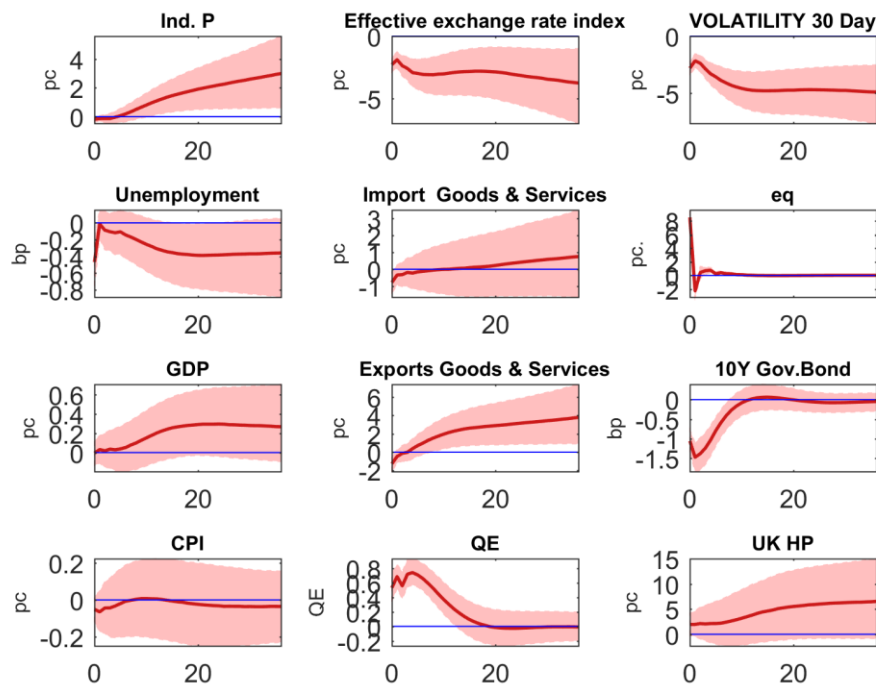 Ind. P
pc
4
2
0
0 20
Effective exchange rate index
pc
0
-5
0 20
VOLATILITY 30 Day
pc
0
-5
0 20
Unemployment
bp
0
-0.2
-0.4
-0.6
-0.8
0 20
Import Goods & Services
pc
3
2
1
0
-1
0 20
eq
pc.
8
6
4
2
0
-2
0 20
GDP
pc
0.6
0.4
0.2
0
0 20
Exports Goods & Services
pc
6
4
2
0
-2
0 20
10Y Gov.Bond
bp
0
-0.5
-1
-1.5
0 20
CPI
pc
0.2
0
-0.2
0 20
QE
QE
0.8
0.6
0.4
0.2
0
-0.2
0 20
UK HP
pc
15
10
5
0
0 20